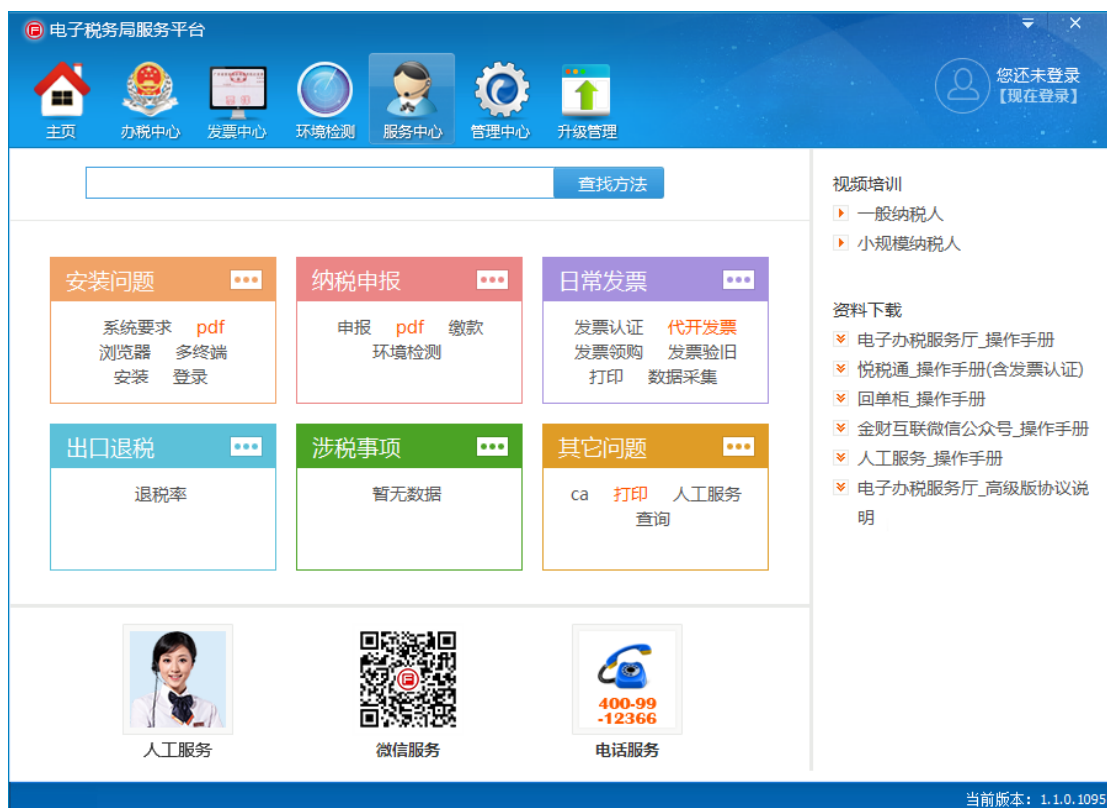 电子税务局服务平台
您还未登录
【现在登录】
主页 办税中心 发票中心 环境检测 服务中心 管理中心 升级管理
查找方法
安装问题
系统要求 pdf
浏览器 多终端
安装 登录
纳税申报
申报 pdf 缴款
环境检测
日常发票
发票认证 代开发票
发票领购 发票验旧
打印 数据采集
出口退税
退税率
涉税事项
暂无数据
其它问题
ca 打印 人工服务
查询
视频培训
一般纳税人
小规模纳税人
资料下载
电子办税服务厅_操作手册
悦税通_操作手册(含发票认证)
回单柜_操作手册
金财互联微信公众号_操作手册
人工服务_操作手册
电子办税服务厅_高级版协议说
明
400-99
-12366
人工服务 微信服务 电话服务
当前版本：1.1.0.1095